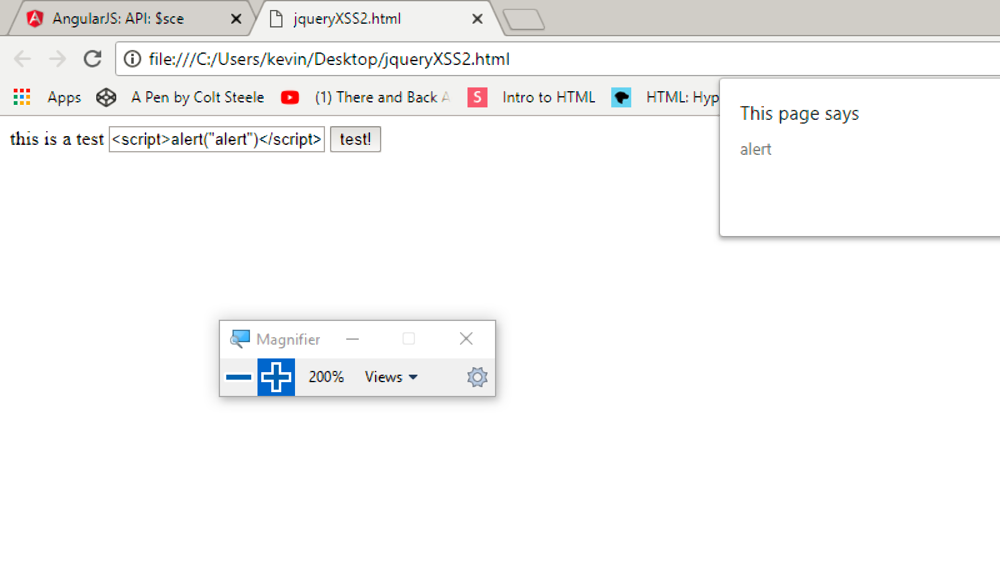 AngularJS: API: $sce
jqueryXSS2.html
file:///C:/Users/kevin/Desktop/jqueryXSS2.html
Apps A Pen by Colt Steele (1) There and Back S Intro to HTML HTML: Hyp
This page says
alert
this is a test <script>alert("alert")</script> test!
Magnifier
200% Views